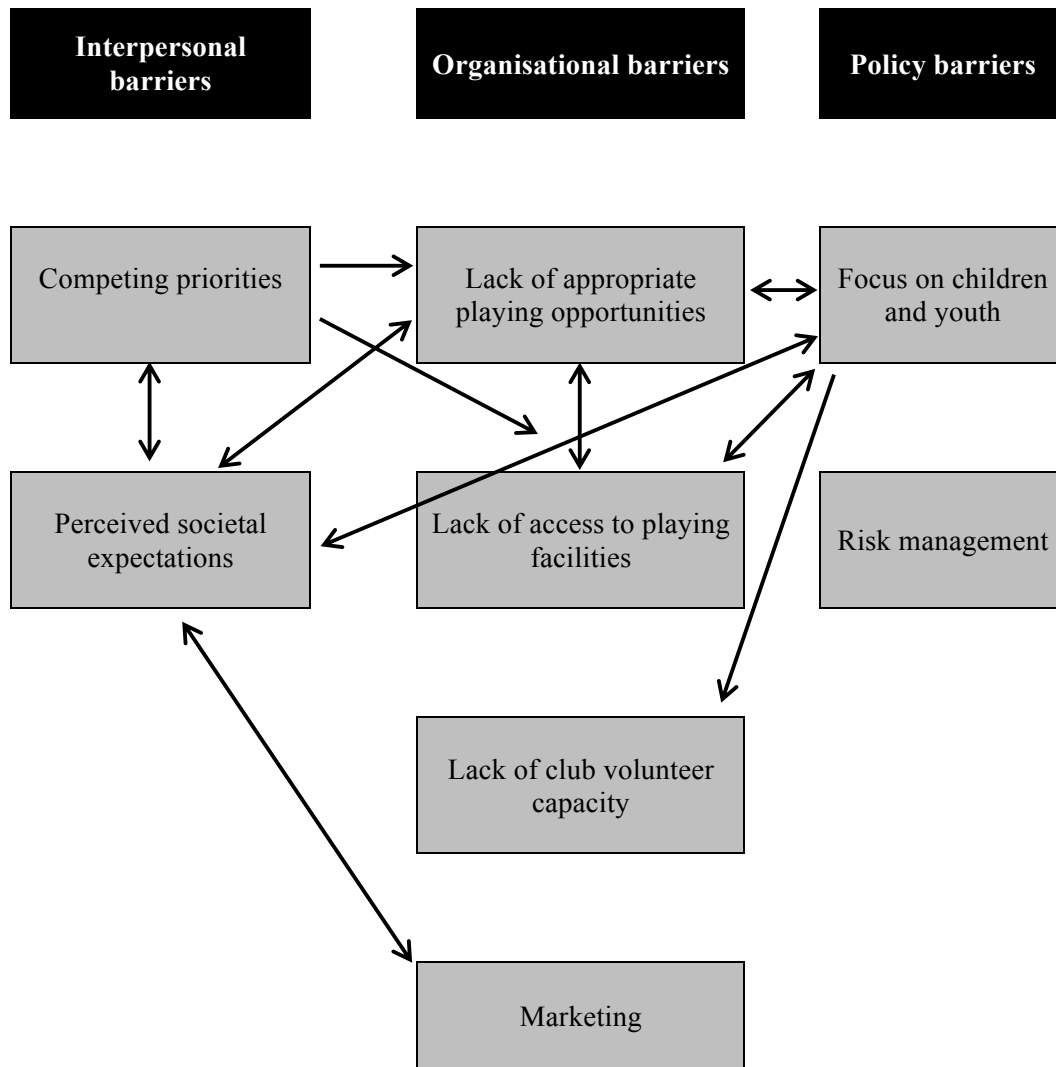 Interpersonal
barriers
Organisational barriers
Policy barriers
Competing priorities
Lack of appropriate
playing opportunities
Focus on children
and youth
Perceived societal
expectations
Lack of access to playing
facilities
Risk management
Lack of club volunteer
capacity
Marketing